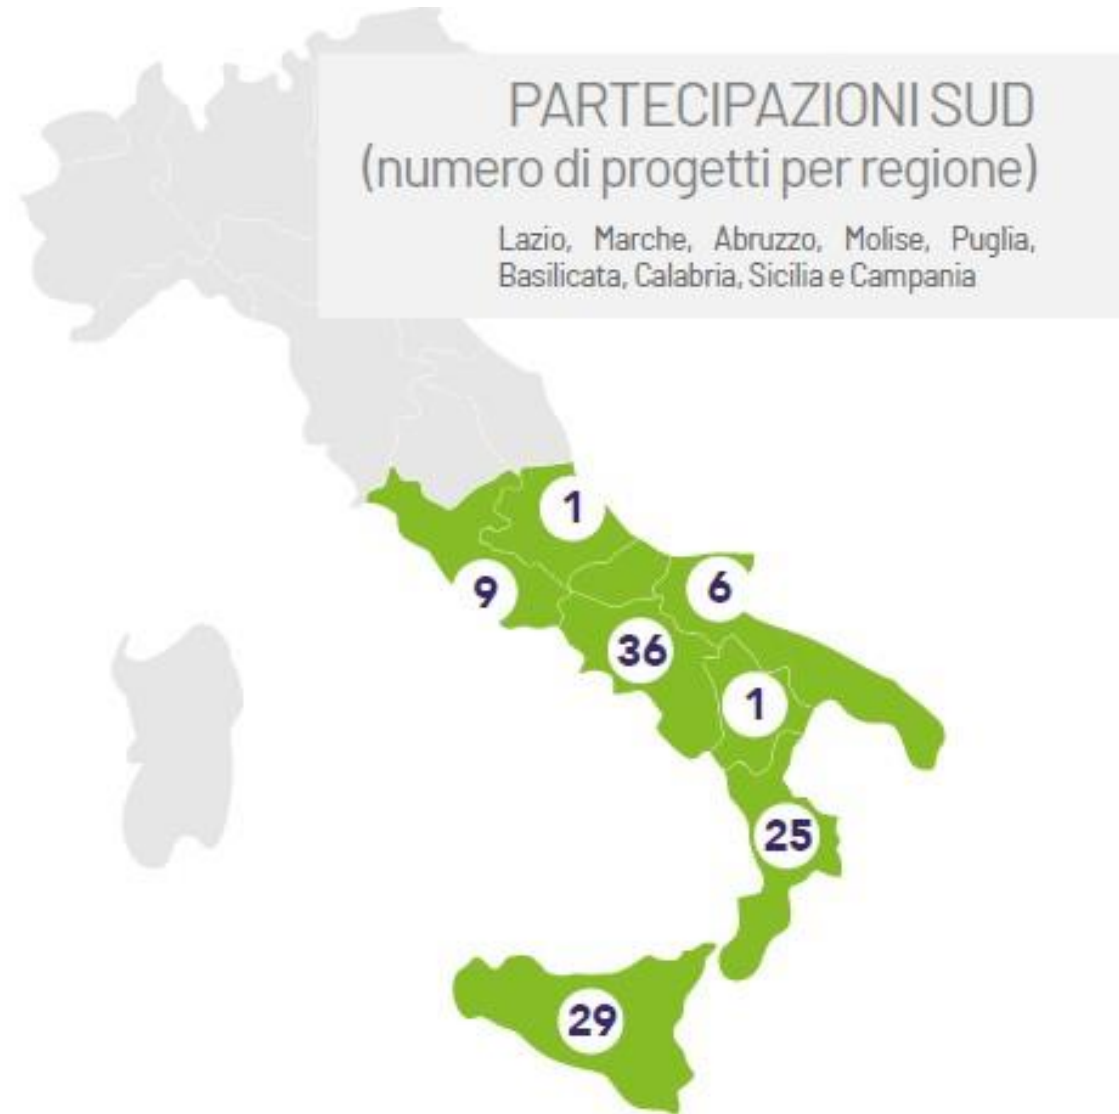 PARTECIPAZIONI SUD
(numero di progetti per regione)
Lazio, Marche, Abruzzo, Molise, Puglia,
Basilicata, Calabria, Sicilia e Campania
1
9
6
36
1
25
29